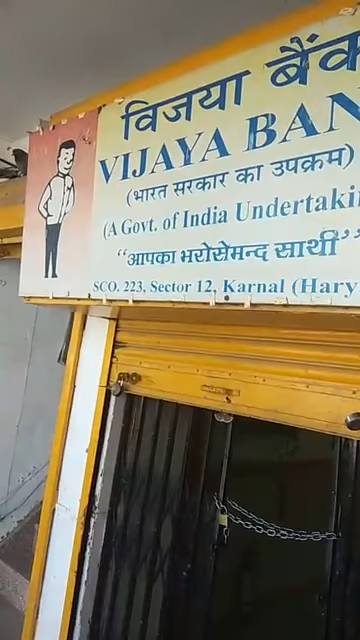 विजया बैंक
VIJAYA BAN
(भारत सरकार का उपक्रम)
(A Govt. of India Undertaki
“आपका भरोसेमन्द साथी”
SCO. 223, Sector 12, Karnal (Hary